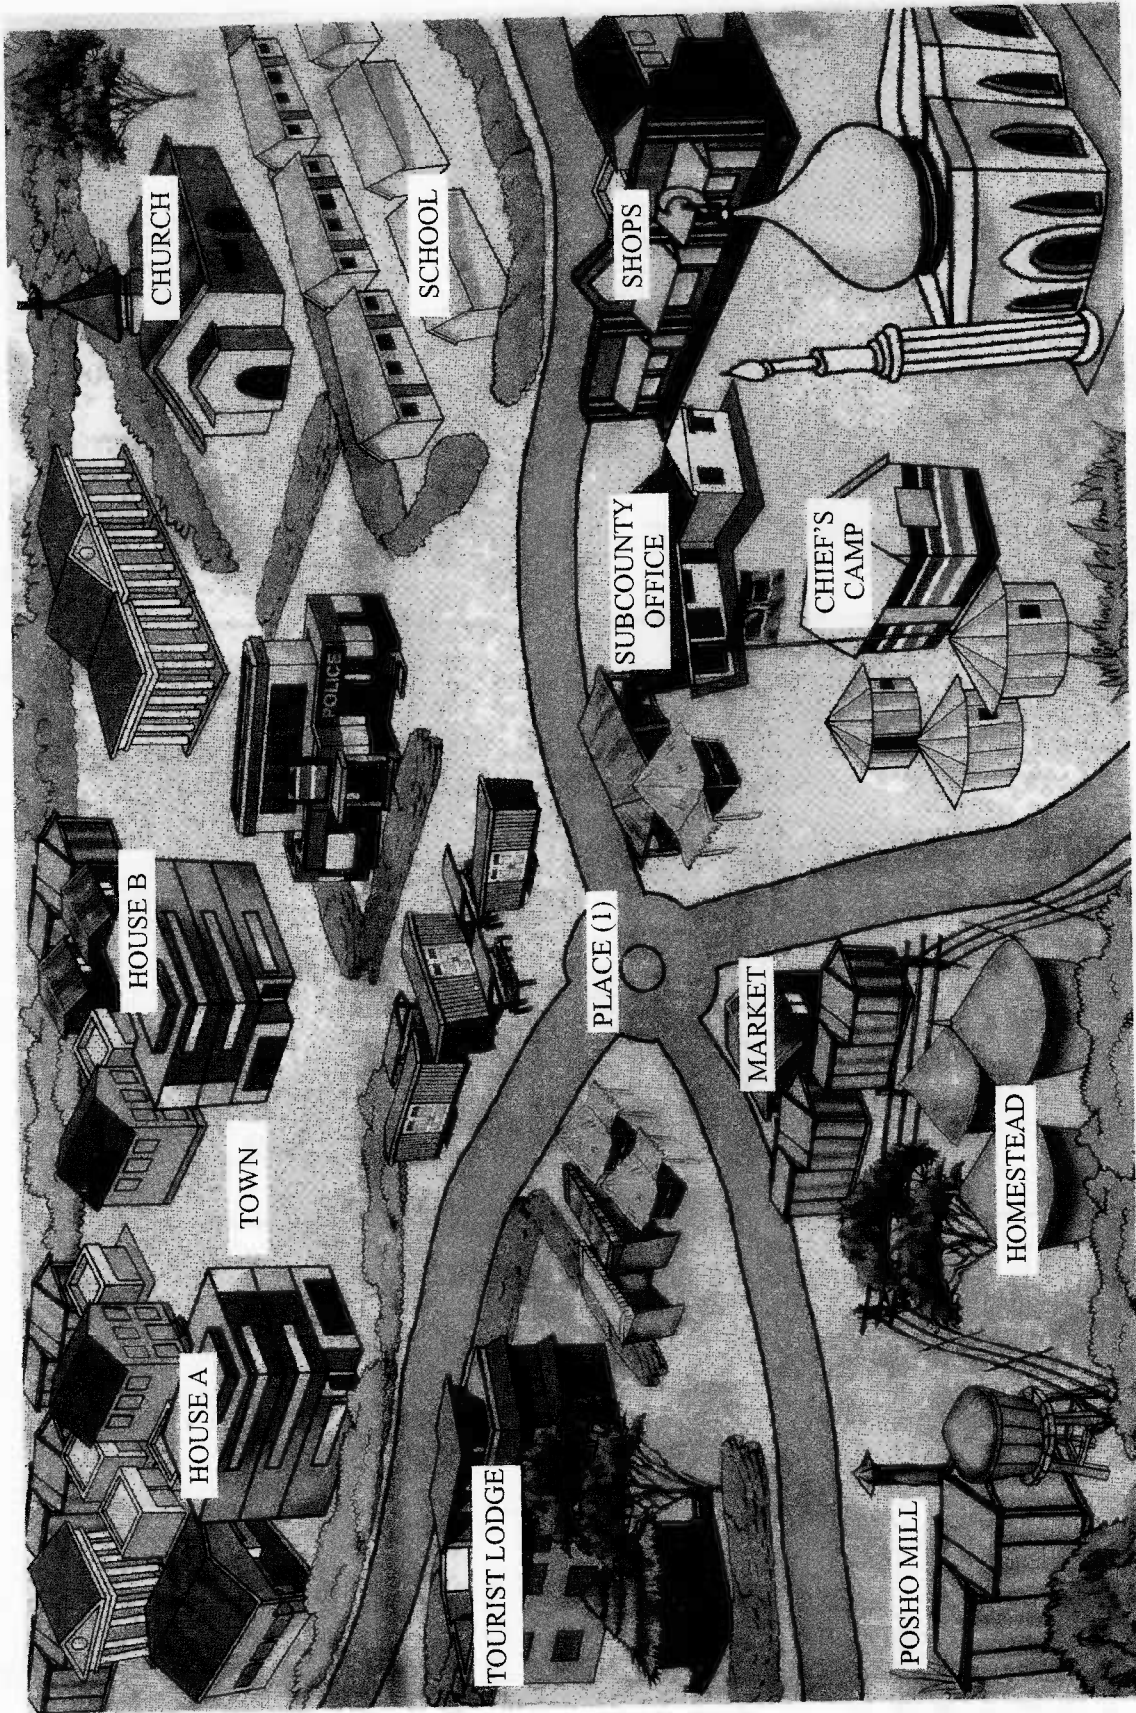 HOUSE B
CHURCH
HOUSE A
TOWN
POLICE
SCHOOL
TOURIST LODGE
PLACE (1)
SUBCOUNTY
OFFICE
SHOPS
MARKET
CHIEF'S
CAMP
POSHO MILL
HOMESTEAD